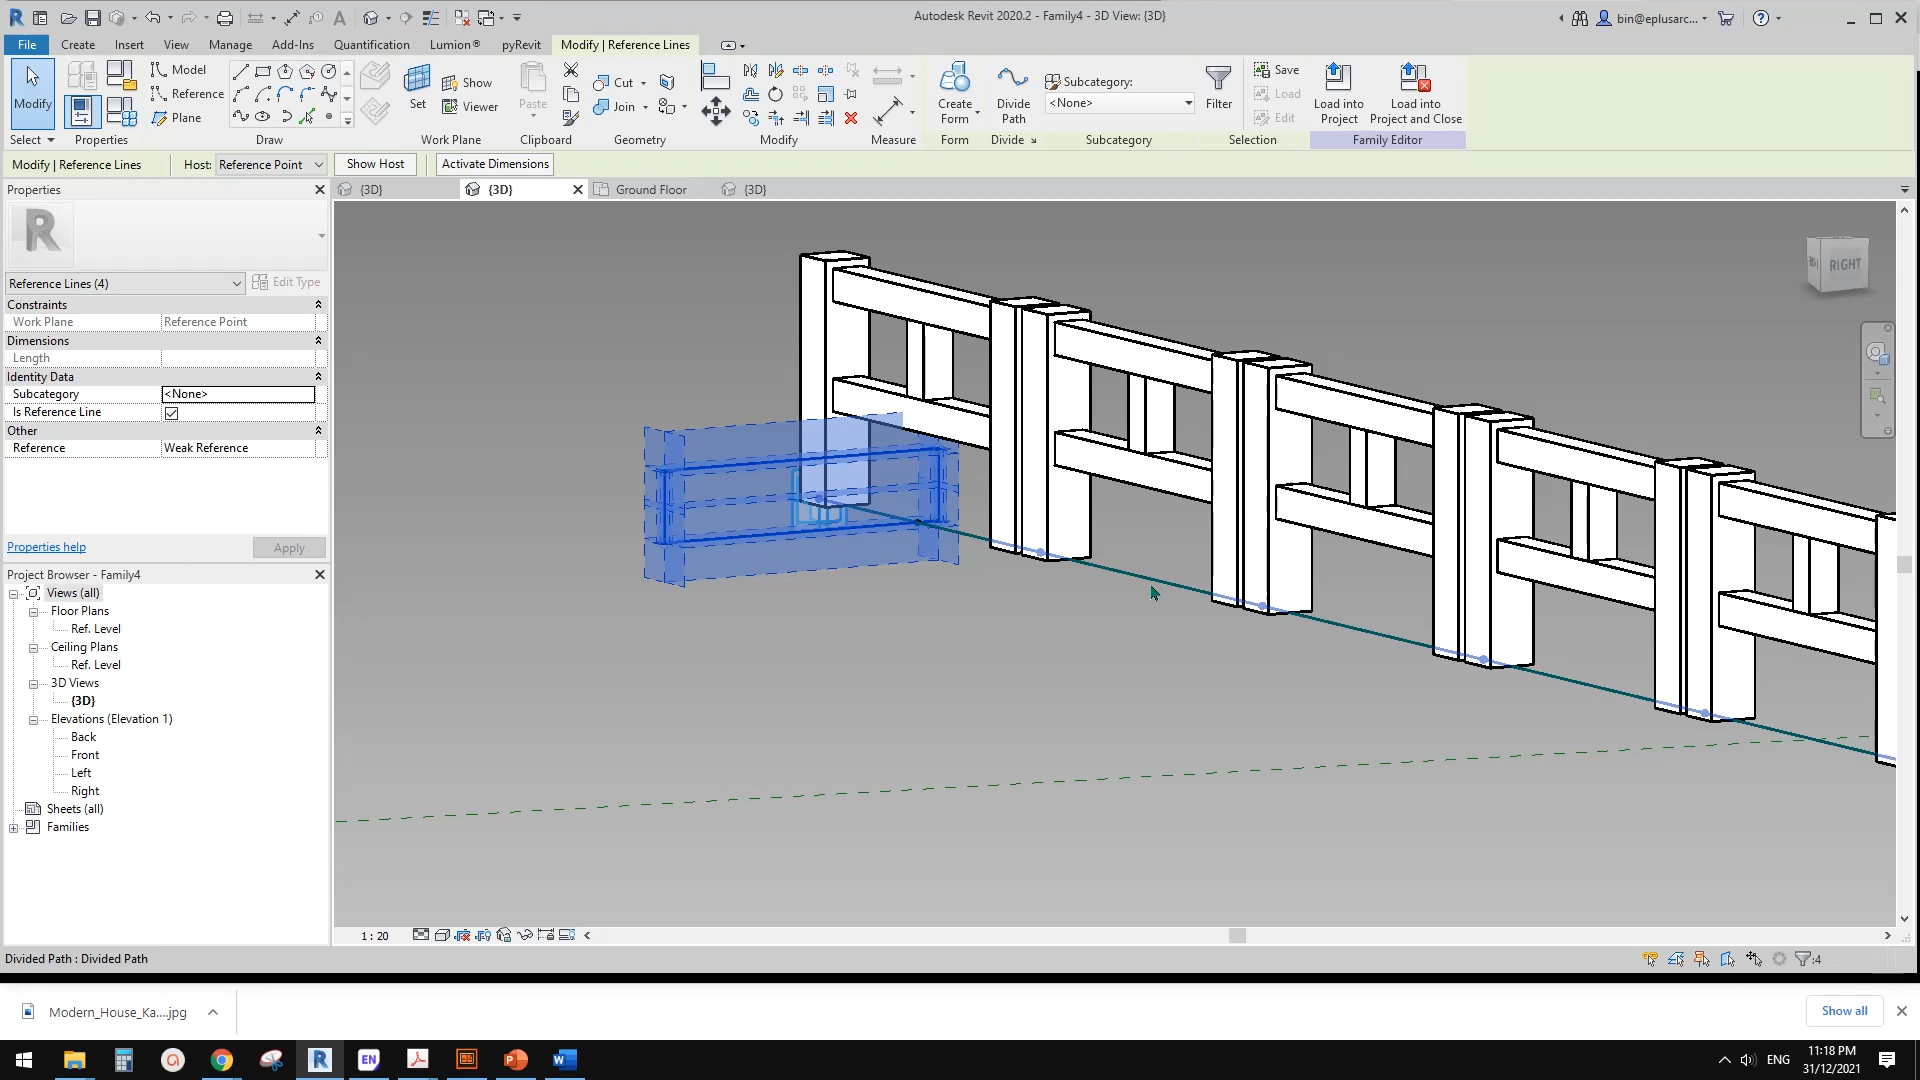 Autodesk Revit 2020.2 - Family4 - 3D View: {3D}
bin@eplusarc...
File Create Insert View Manage Add-Ins Quantification Lumion® pyRevit Modify | Reference Lines
Modify
Model
Reference
Plane
Set
Show
Viewer
Paste
Cut
Join
Create Form
Divide Path
Subcategory:
<None>
Filter
Save
Load
Edit
Load into Project
Load into Project and Close
Select Properties Draw Work Plane Clipboard Geometry Modify Measure Form Divide Subcategory Selection Family Editor
Modify | Reference Lines Host: Reference Point Show Host Activate Dimensions
Properties
{3D} {3D} Ground Floor {3D}
R
Reference Lines (4) Edit Type
Constraints
Work Plane Reference Point
Dimensions
Length
Identity Data
Subcategory <None>
Is Reference Line
Other
Reference Weak Reference
Properties help Apply
RIGHT
Project Browser - Family4
Views (all)
Floor Plans
Ref. Level
Ceiling Plans
Ref. Level
3D Views
{3D}
Elevations (Elevation 1)
Back
Front
Left
Right
Sheets (all)
Families
1 : 20
Divided Path : Divided Path
:4
Modern_House_Ka....jpg
Show all
EN
ENG
11:18 PM
31/12/2021